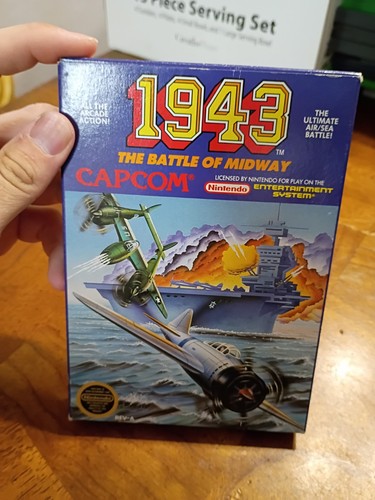 Piece Serving Set
ALL THE
ARCADE
ACTION!
1943
TM
THE
ULTIMATE
AIR/SEA
BATTLE!
THE BATTLE OF MIDWAY
CAPCOM®
LICENSED BY NINTENDO FOR PLAY ON THE
Nintendo ENTERTAINMENT
SYSTEM®
REV-A